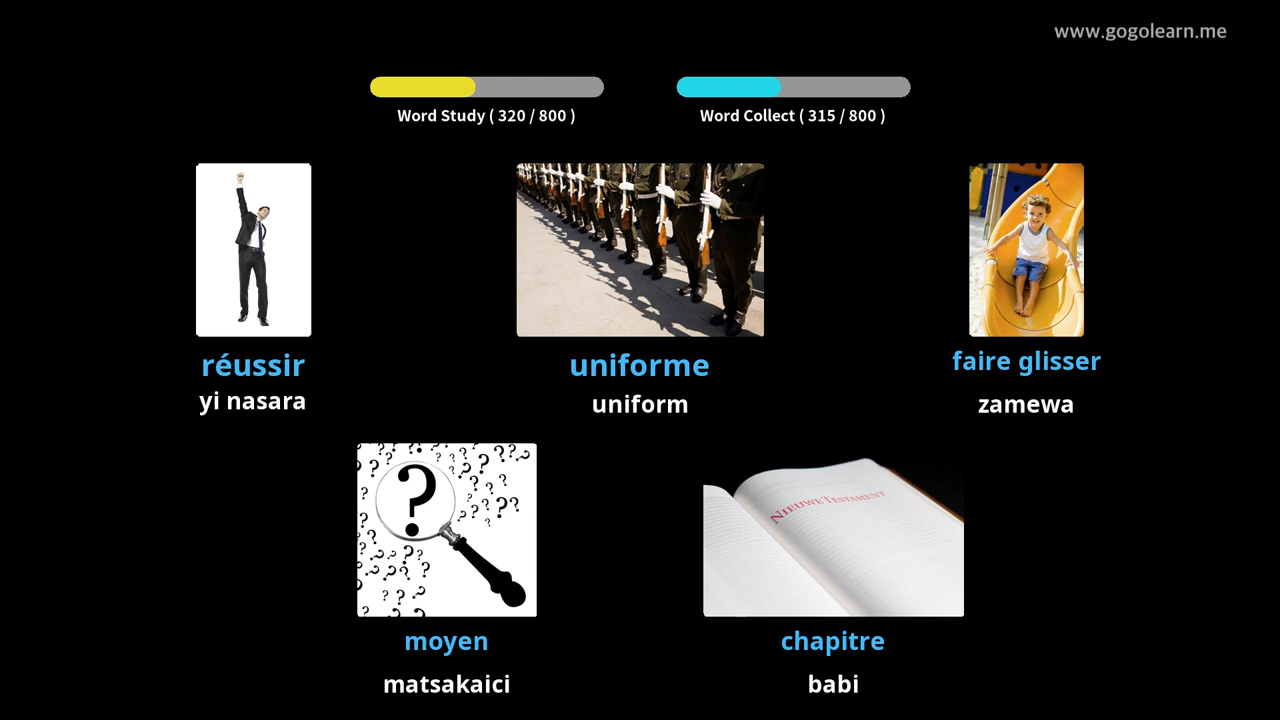 www.gogolearn.me
Word Study ( 320 / 800 )
Word Collect ( 315 / 800 )
réussir
yi nasara
uniforme
uniform
faire glisser
zamewa
? ?
NIEUWE TESTAMENT
moyen
matsakaici
chapitre
babi